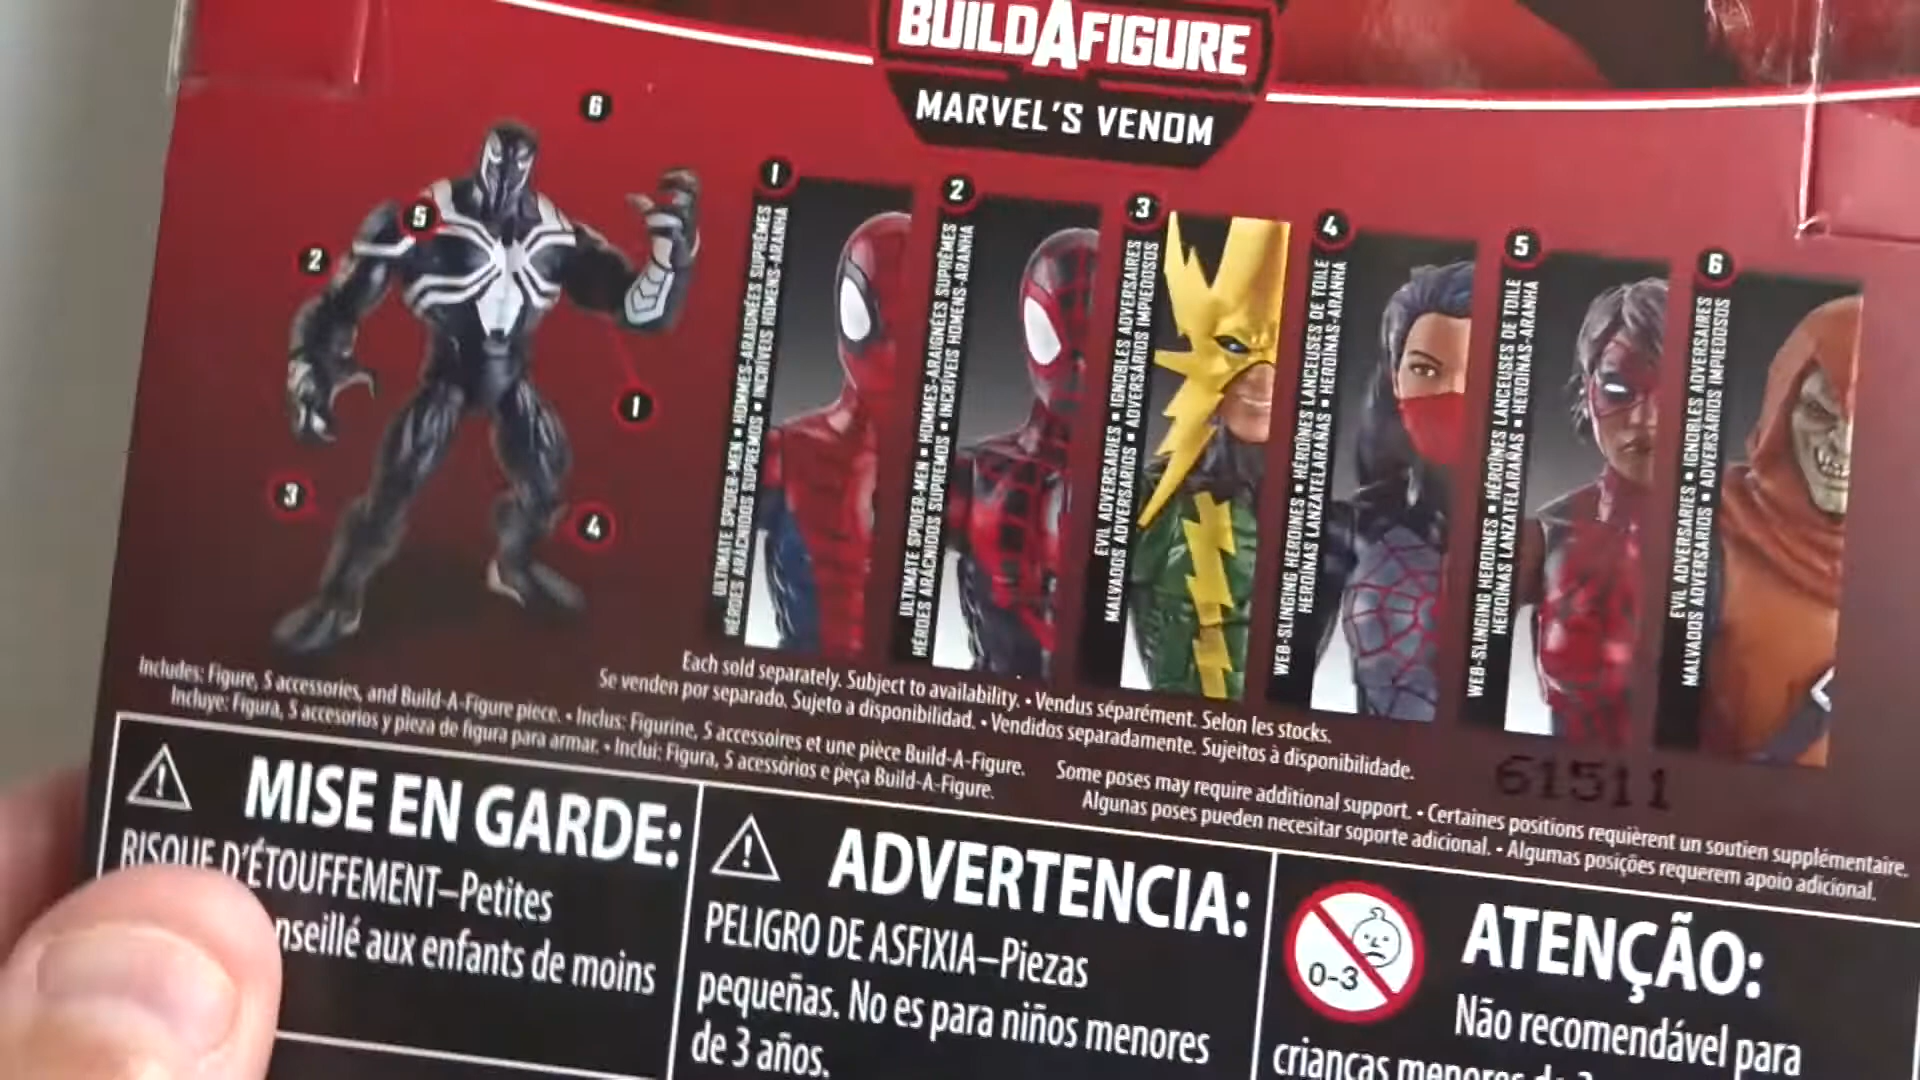 BUILDAFIGURE
MARVEL'S VENOM
6
5
2
1
3
4
1
ULTIMATE SPIDER-MEN ▪ HOMMES-ARAIGNÉES SUPRÊMES
HÉROES ARÁCNIDOS SUPREMOS ▪ INCRÍVEIS HOMENS-ARANHA
2
ULTIMATE SPIDER-MEN ▪ HOMMES-ARAIGNÉES SUPRÊMES
HÉROES ARÁCNIDOS SUPREMOS ▪ INCRÍVEIS HOMENS-ARANHA
3
EVIL ADVERSARIES ▪ IGNOBLES ADVERSAIRES
MALVADOS ADVERSARIOS ▪ ADVERSÁRIOS IMPIEDOSOS
4
WEB-SLINGING HEROINES ▪ HÉROÏNES LANCEUSES DE TOILE
HEROÍNAS LANZATELARAÑAS ▪ HEROÍNAS-ARANHA
5
WEB-SLINGING HEROINES ▪ HÉROÏNES LANCEUSES DE TOILE
HEROÍNAS LANZATELARAÑAS ▪ HEROÍNAS-ARANHA
6
EVIL ADVERSARIES ▪ IGNOBLES ADVERSAIRES
MALVADOS ADVERSARIOS ▪ ADVERSÁRIOS IMPIEDOSOS
Each sold separately. Subject to availability. • Vendus séparément. Selon les stocks.
Se venden por separado. Sujeto a disponibilidad. • Vendidos separadamente. Sujeitos à disponibilidade.
Includes: Figure, 5 accessories, and Build-A-Figure piece. • Inclus: Figurine, 5 accessoires et une pièce Build-A-Figure.
Incluye: Figura, 5 accesorios y pieza de figura para armar. • Inclui: Figura, 5 acessórios e peça Build-A-Figure.
61511
Some poses may require additional support. • Certaines positions requièrent un soutien supplémentaire.
Algunas poses pueden necesitar soporte adicional. • Algumas posições requerem apoio adicional.
MISE EN GARDE:
RISQUE D'ÉTOUFFEMENT–Petites
nseillé aux enfants de moins
ADVERTENCIA:
PELIGRO DE ASFIXIA–Piezas
pequeñas. No es para niños menores
de 3 años.
0-3
ATENÇÃO:
Não recomendável para
crianças menores de 3